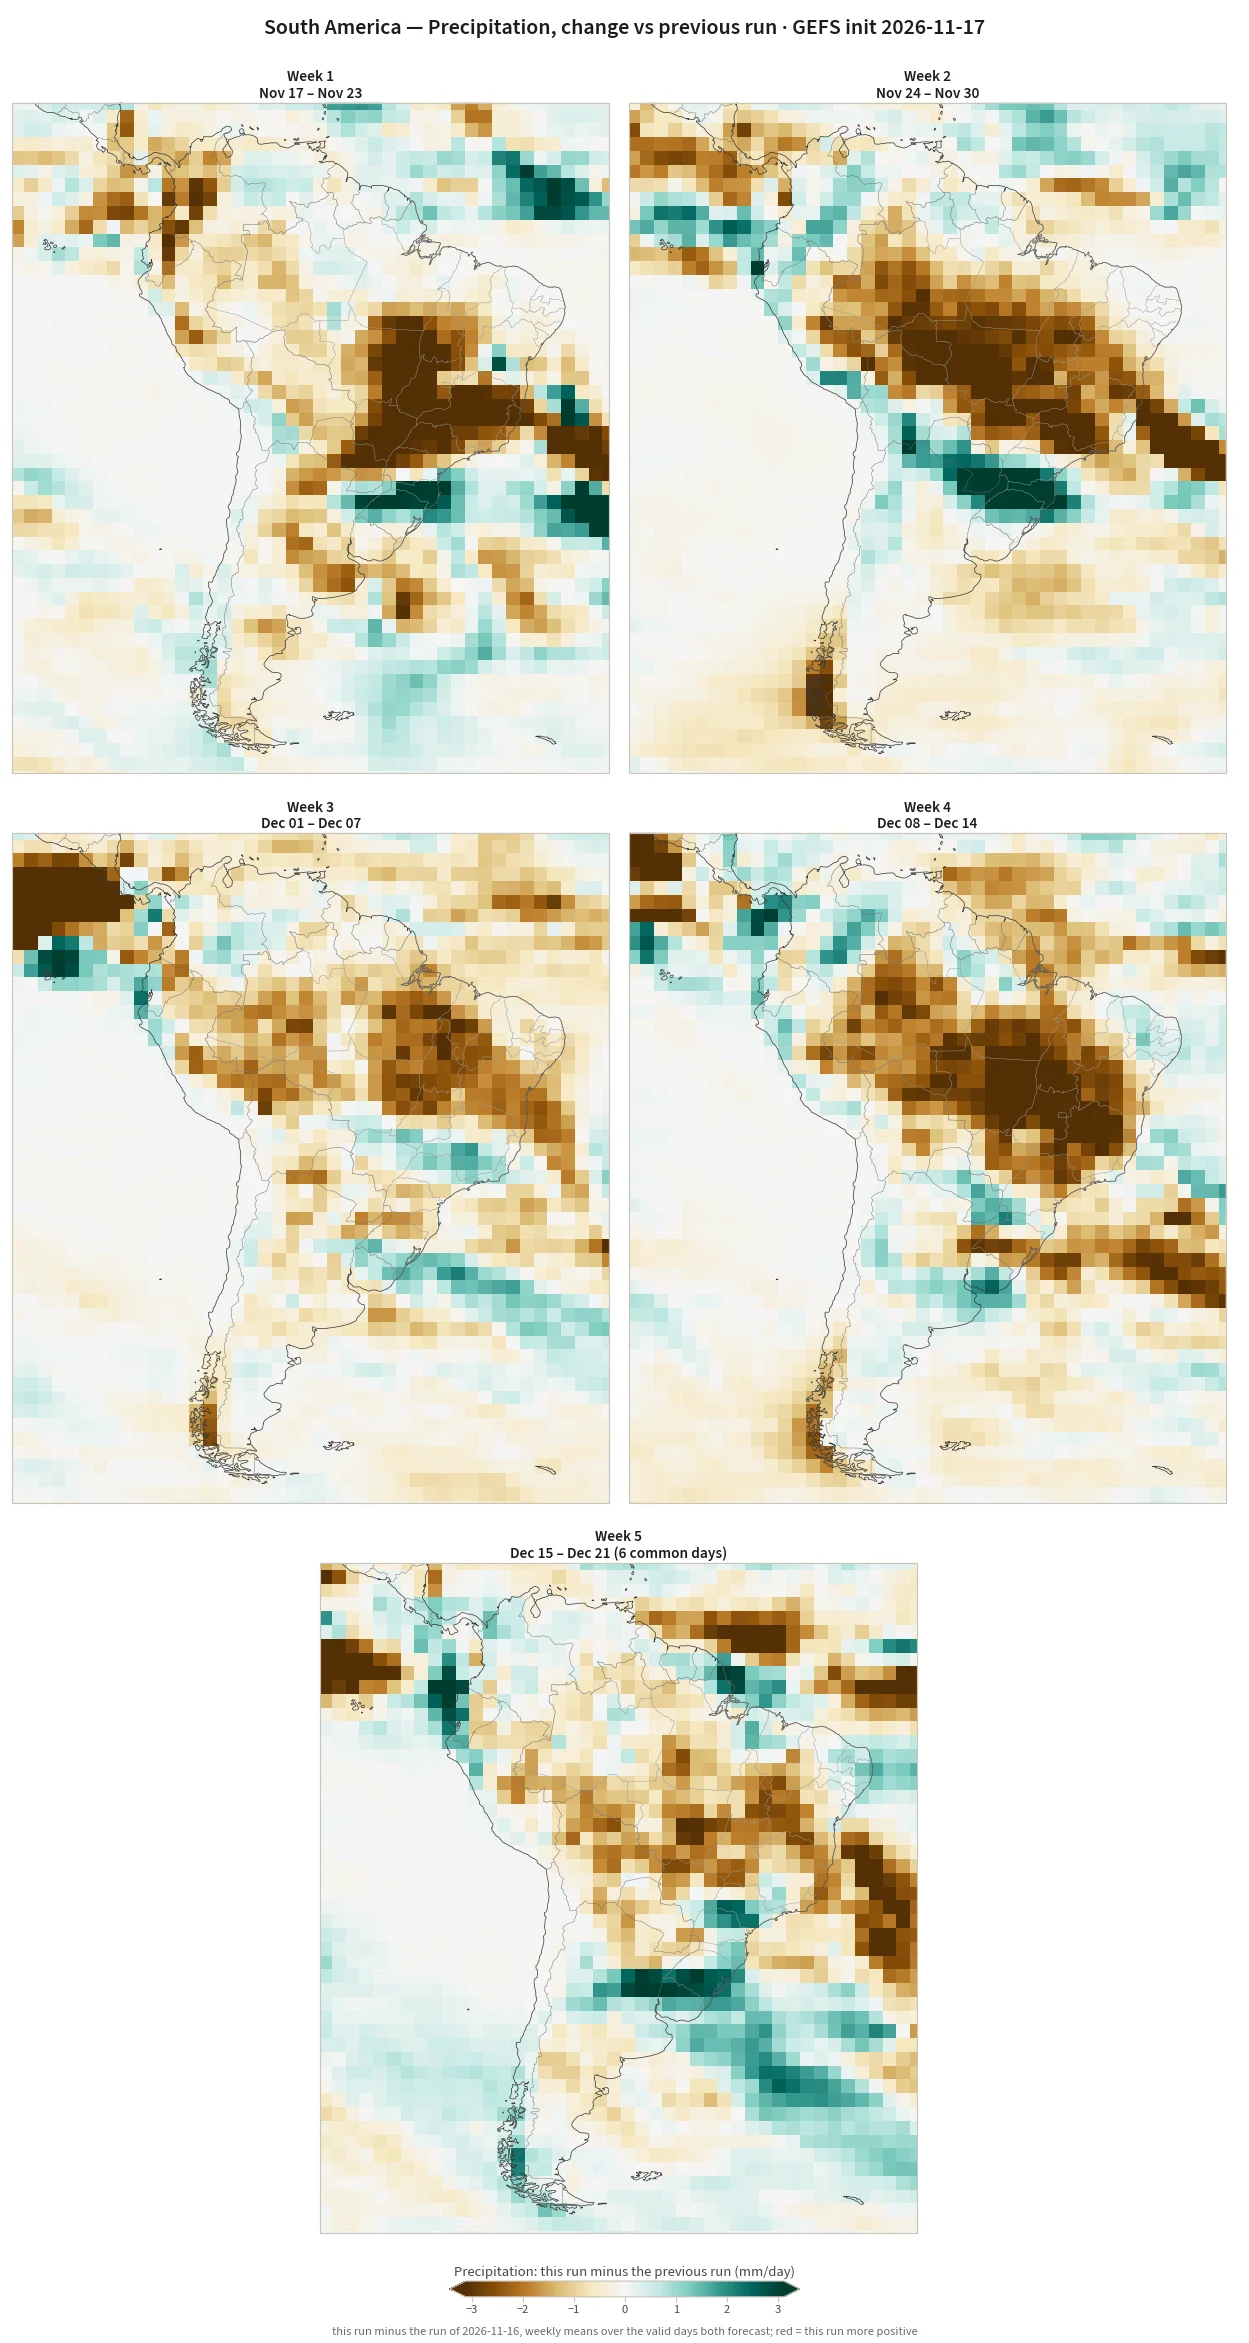 South America — Precipitation, change vs previous run · GEFS init 2026-11-17
Week 1
Nov 17 – Nov 23
Week 2
Nov 24 – Nov 30
Week 3
Dec 01 – Dec 07
Week 4
Dec 08 – Dec 14
Week 5
Dec 15 – Dec 21 (6 common days)
Precipitation: this run minus the previous run (mm/day)
−3 −2 −1 0 1 2 3
this run minus the run of 2026-11-16, weekly means over the valid days both forecast; red = this run more positive